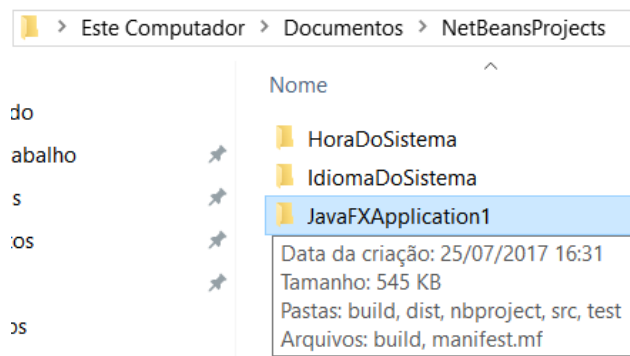 Este Computador > Documentos > NetBeansProjects
Nome
do
abalho
s
tos
os
HoraDoSistema
IdiomaDoSistema
JavaFXApplication1
Data da criação: 25/07/2017 16:31
Tamanho: 545 KB
Pastas: build, dist, nbproject, src, test
Arquivos: build, manifest.mf